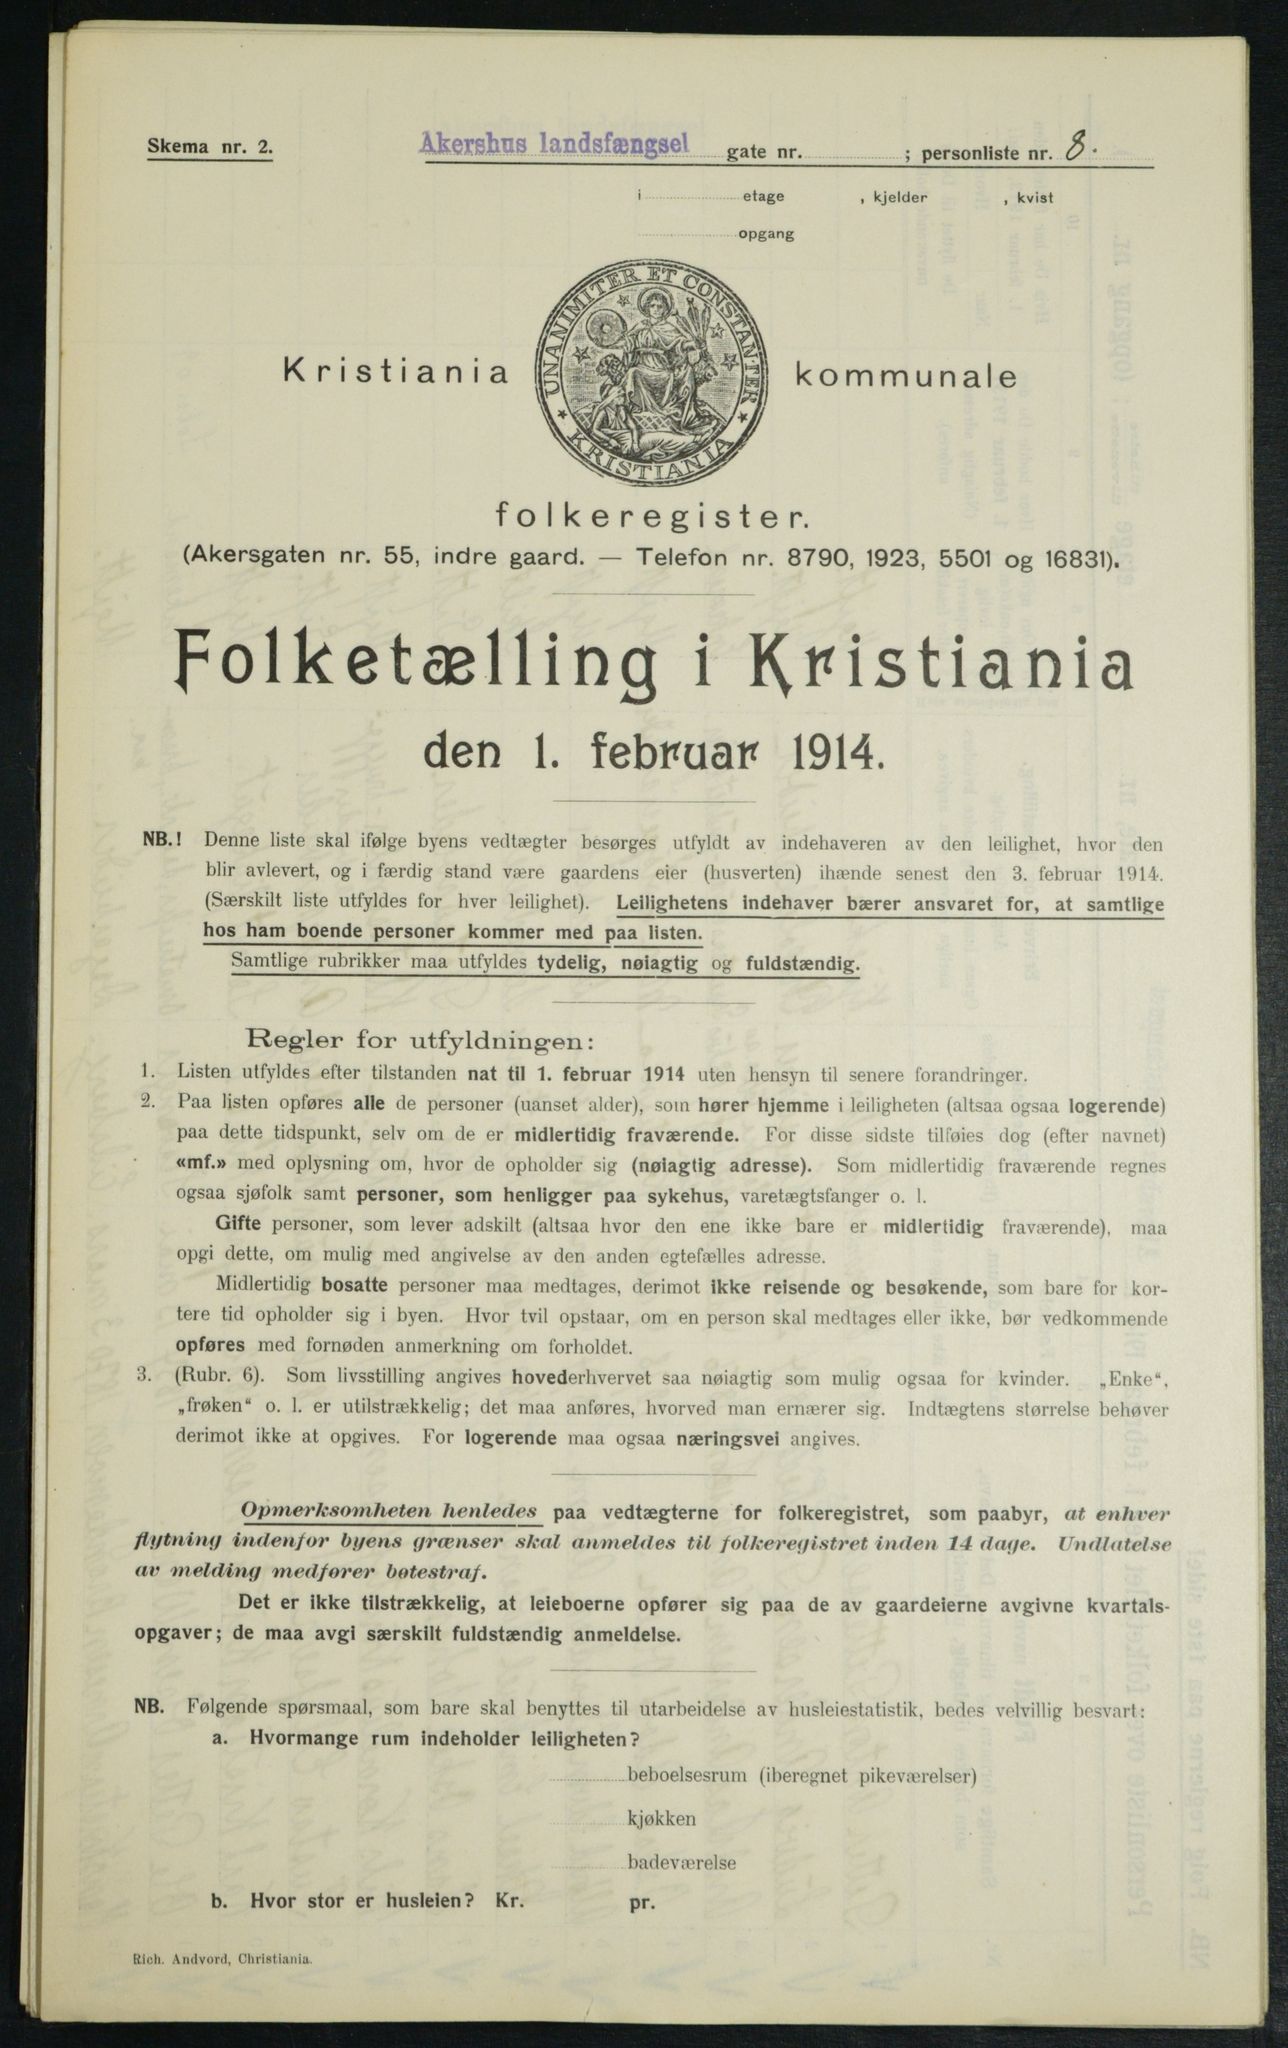 Skema nr. 2. Akershus landsfængsel gate nr. ; personliste nr. 8.
i etage , kjelder , kvist
opgang
UNANIMITER ET CONSTANTER
KRISTIANIA
Kristiania kommunale
folkeregister.
(Akersgaten nr. 55, indre gaard. — Telefon nr. 8790, 1923, 5501 og 16831).
Folketælling i Kristiania
den 1. februar 1914.
NB.! Denne liste skal ifølge byens vedtægter besørges utfyldt av indehaveren av den leilighet, hvor den
blir avlevert, og i færdig stand være gaardens eier (husverten) ihænde senest den 3. februar 1914.
(Særskilt liste utfyldes for hver leilighet). Leilighetens indehaver bærer ansvaret for, at samtlige
hos ham boende personer kommer med paa listen.
Samtlige rubrikker maa utfyldes tydelig, nøiagtig og fuldstændig.
Regler for utfyldningen:
1. Listen utfyldes efter tilstanden nat til 1. februar 1914 uten hensyn til senere forandringer.
2. Paa listen opføres alle de personer (uanset alder), som hører hjemme i leiligheten (altsaa ogsaa logerende)
paa dette tidspunkt, selv om de er midlertidig fraværende. For disse sidste tilføies dog (efter navnet)
«mf.» med oplysning om, hvor de opholder sig (nøiagtig adresse). Som midlertidig fraværende regnes
ogsaa sjøfolk samt personer, som henligger paa sykehus, varetægtsfanger o. l.
Gifte personer, som lever adskilt (altsaa hvor den ene ikke bare er midlertidig fraværende), maa
opgi dette, om mulig med angivelse av den anden egtefælles adresse.
Midlertidig bosatte personer maa medtages, derimot ikke reisende og besøkende, som bare for kor-
tere tid opholder sig i byen. Hvor tvil opstaar, om en person skal medtages eller ikke, bør vedkommende
opføres med fornøden anmerkning om forholdet.
3. (Rubr. 6). Som livsstilling angives hovederhvervet saa nøiagtig som mulig ogsaa for kvinder. „Enke“,
„frøken“ o. l. er utilstrækkelig; det maa anføres, hvorved man ernærer sig. Indtægtens størrelse behøver
derimot ikke at opgives. For logerende maa ogsaa næringsvei angives.
Opmerksomheten henledes paa vedtægterne for folkeregistret, som paabyr, at enhver
flytning indenfor byens grænser skal anmeldes til folkeregistret inden 14 dage. Undlatelse
av melding medfører bøtestraf.
Det er ikke tilstrækkelig, at leieboerne opfører sig paa de av gaardeierne avgivne kvartals-
opgaver; de maa avgi særskilt fuldstændig anmeldelse.
NB. Følgende spørsmaal, som bare skal benyttes til utarbeidelse av husleiestatistik, bedes velvillig besvart:
a. Hvormange rum indeholder leiligheten?
beboelsesrum (iberegnet pikeværelser)
kjøkken
badeværelse
b. Hvor stor er husleien? Kr. pr.
Rich. Andvord, Christiania.